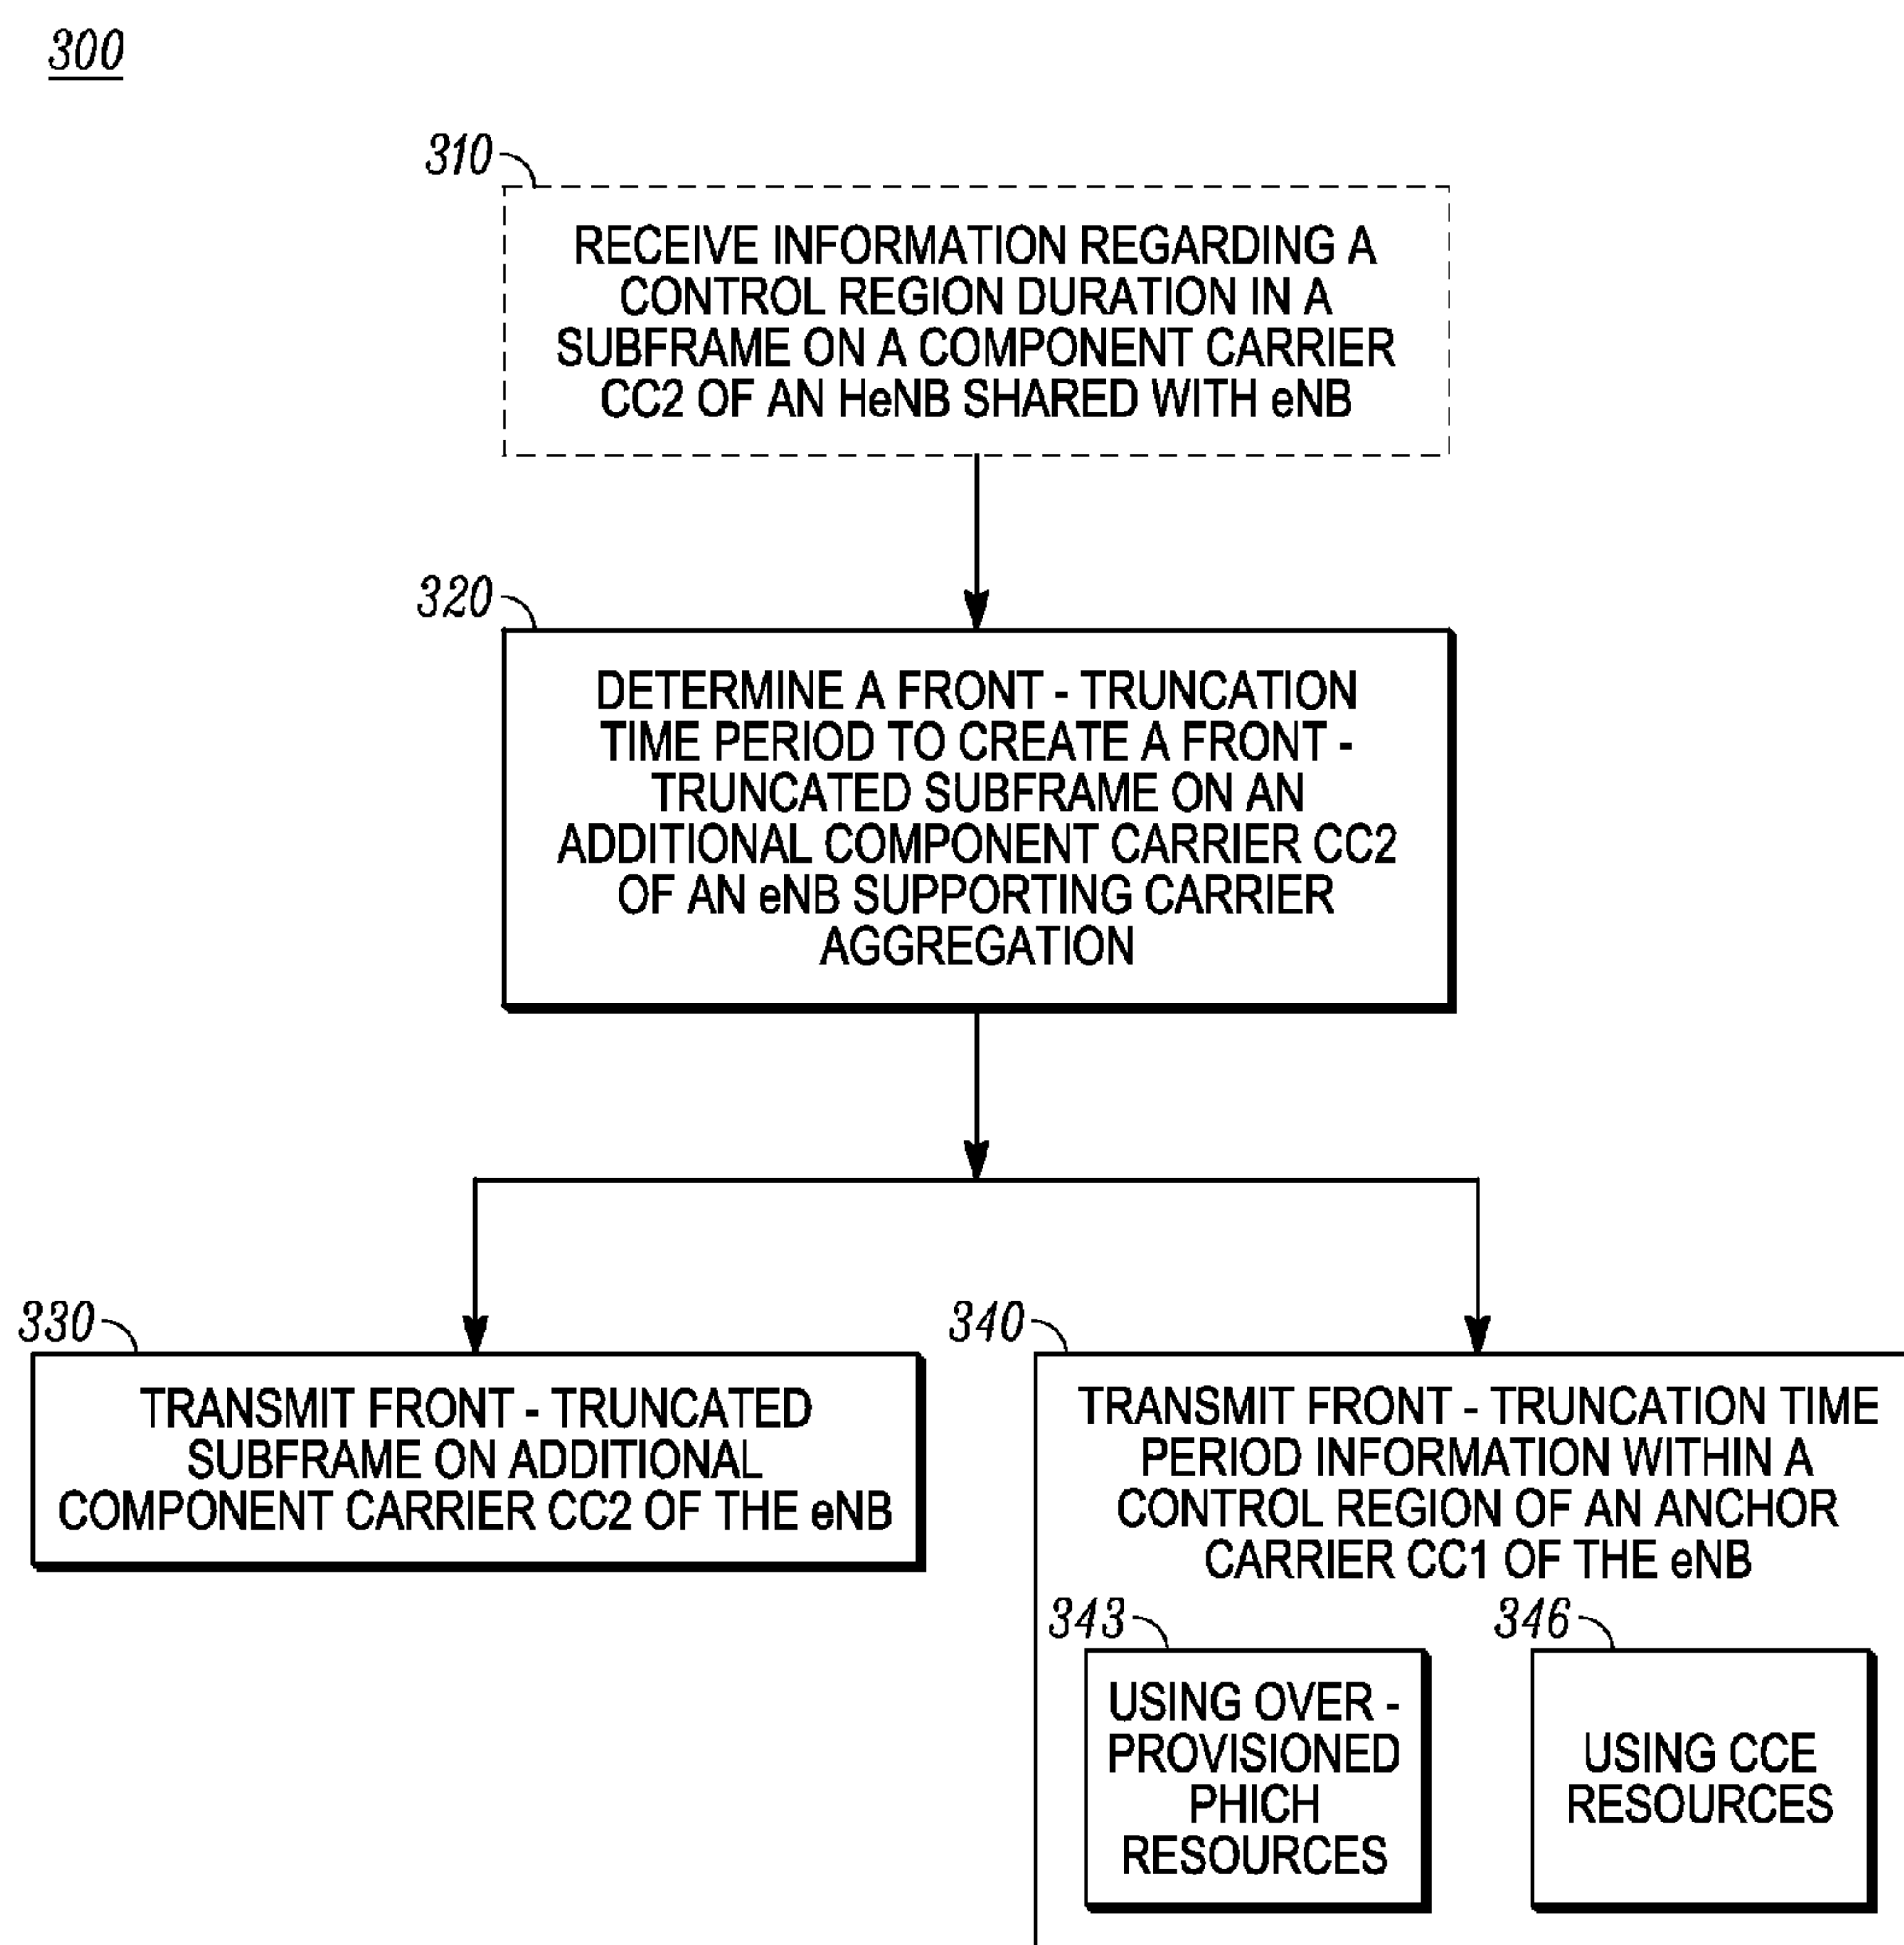 300
310
RECEIVE INFORMATION REGARDING A
CONTROL REGION DURATION IN A
SUBFRAME ON A COMPONENT CARRIER
CC2 OF AN HeNB SHARED WITH eNB
320
DETERMINE A FRONT - TRUNCATION
TIME PERIOD TO CREATE A FRONT -
TRUNCATED SUBFRAME ON AN
ADDITIONAL COMPONENT CARRIER CC2
OF AN eNB SUPPORTING CARRIER
AGGREGATION
330
TRANSMIT FRONT - TRUNCATED
SUBFRAME ON ADDITIONAL
COMPONENT CARRIER CC2 OF THE eNB
340
TRANSMIT FRONT - TRUNCATION TIME
PERIOD INFORMATION WITHIN A
CONTROL REGION OF AN ANCHOR
CARRIER CC1 OF THE eNB
343
USING OVER -
PROVISIONED
PHICH
RESOURCES
346
USING CCE
RESOURCES